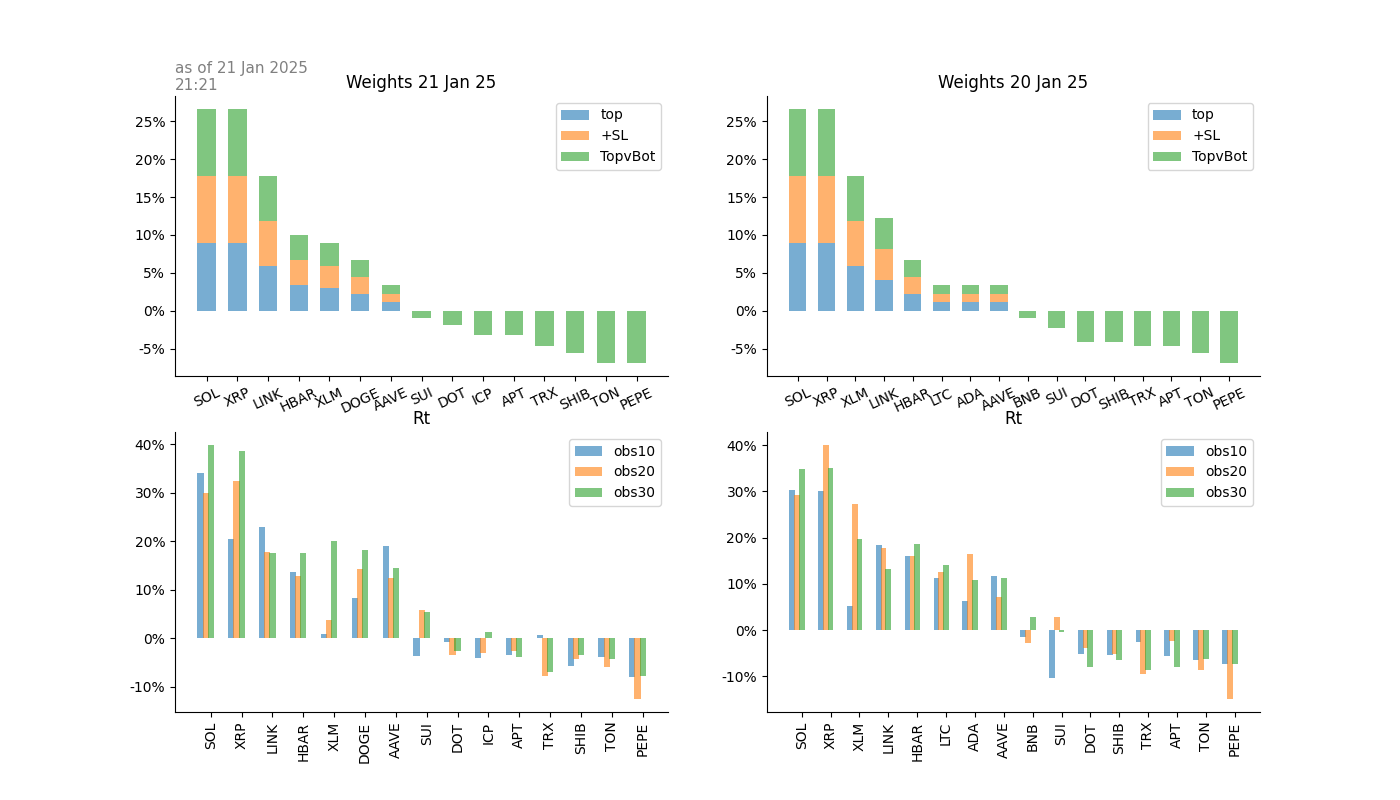 as of 21 Jan 2025
21:21
Weights 21 Jan 25
25%
20%
15%
10%
5%
0%
-5%
top
+SL
TopvBot
SOL XRP LINK HBAR XLM DOGE AAVE SUI DOT ICP APT TRX SHIB TON PEPE
Weights 20 Jan 25
25%
20%
15%
10%
5%
0%
-5%
top
+SL
TopvBot
SOL XRP XLM LINK HBAR LTC ADA AAVE BNB SUI DOT SHIB TRX APT TON PEPE
Rt
40%
30%
20%
10%
0%
-10%
obs10
obs20
obs30
SOL XRP LINK HBAR XLM DOGE AAVE SUI DOT ICP APT TRX SHIB TON PEPE
Rt
40%
30%
20%
10%
0%
-10%
obs10
obs20
obs30
SOL XRP XLM LINK HBAR LTC ADA AAVE BNB SUI DOT SHIB TRX APT TON PEPE